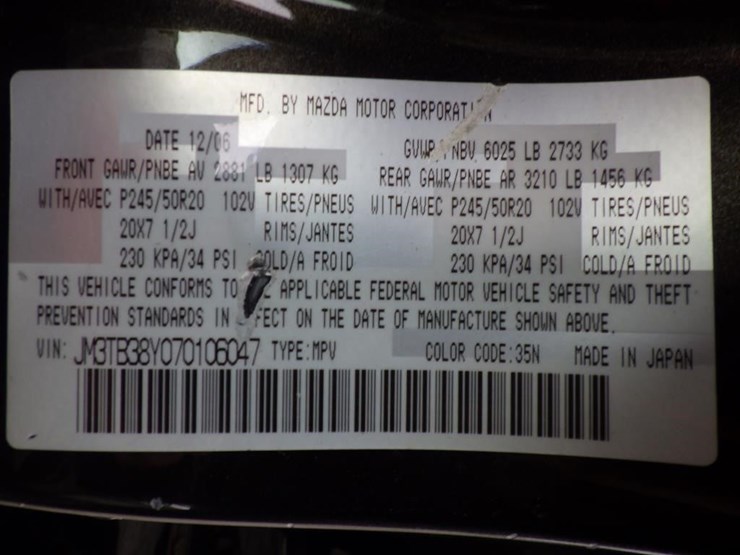 MFD. BY MAZDA MOTOR
DATE 12/06
GVWR/PNBV 6025 LB 2733 KG
FRONT GAWR/PNBE AV 2881 LB 1307 KG
REAR GAWR/PNBE AR 3210 LB 1456 KG
WITH/AVEC P245/50R20 102V TIRES/PNEUS
WITH/AVEC P245/50R20 102V TIRES/PNEUS
20X7 1/2J RIMS/JANTES
20X7 1/2J RIMS/JANTES
230 KPA/34 PSI COLD/A FROID
230 KPA/34 PSI COLD/A FROID
THIS VEHICLE CONFORMS TO APPLICABLE FEDERAL MOTOR VEHICLE SAFETY AND THEFT
PREVENTION STANDARDS IN FECT ON THE DATE OF MANUFACTURE SHOWN ABOVE.
VIN: JM3TB38Y070106047 TYPE:MPV COLOR CODE:35N MADE IN JAPAN